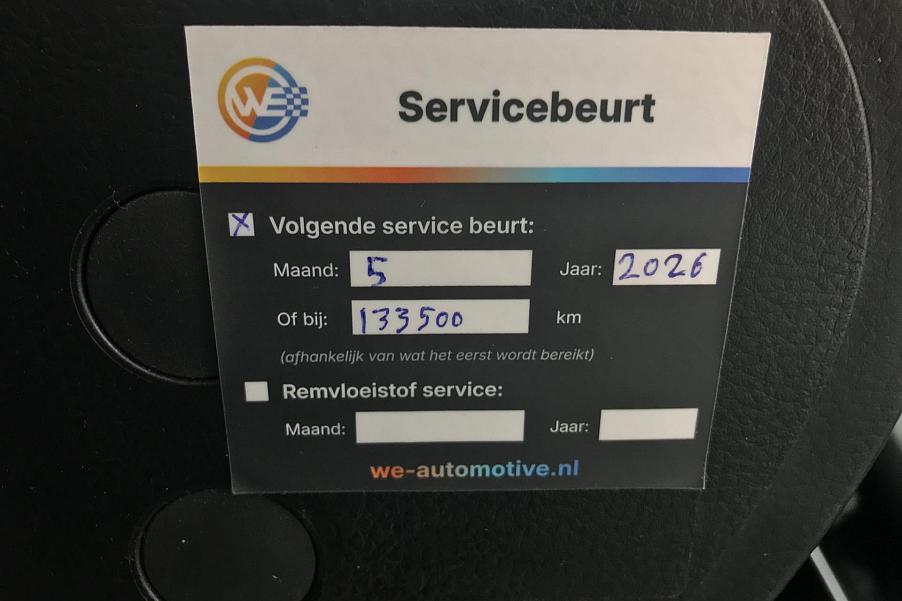 WE
Servicebeurt
X Volgende service beurt:
Maand: 5 Jaar: 2026
Of bij: 133500 km
(afhankelijk van wat het eerst wordt bereikt)
Remvloeistof service:
Maand: Jaar:
we-automotive.nl